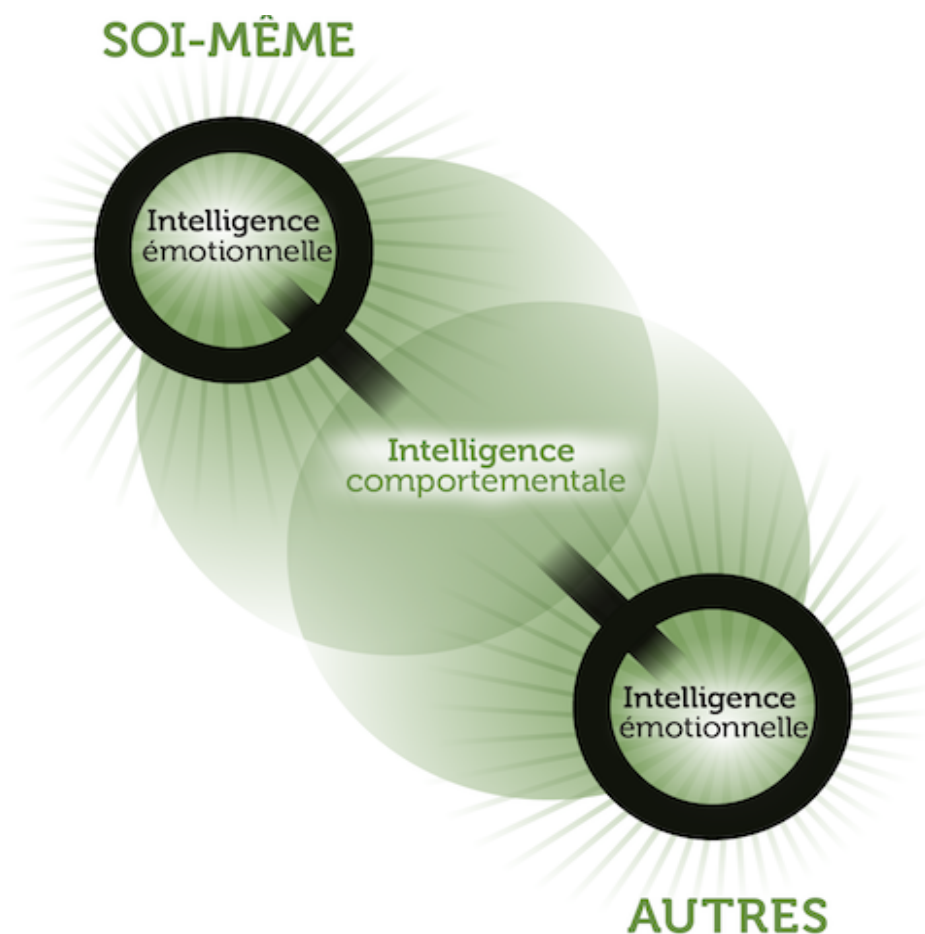 SOI-MÊME
Intelligence
émotionnelle
Intelligence
comportementale
Intelligence
émotionnelle
AUTRES